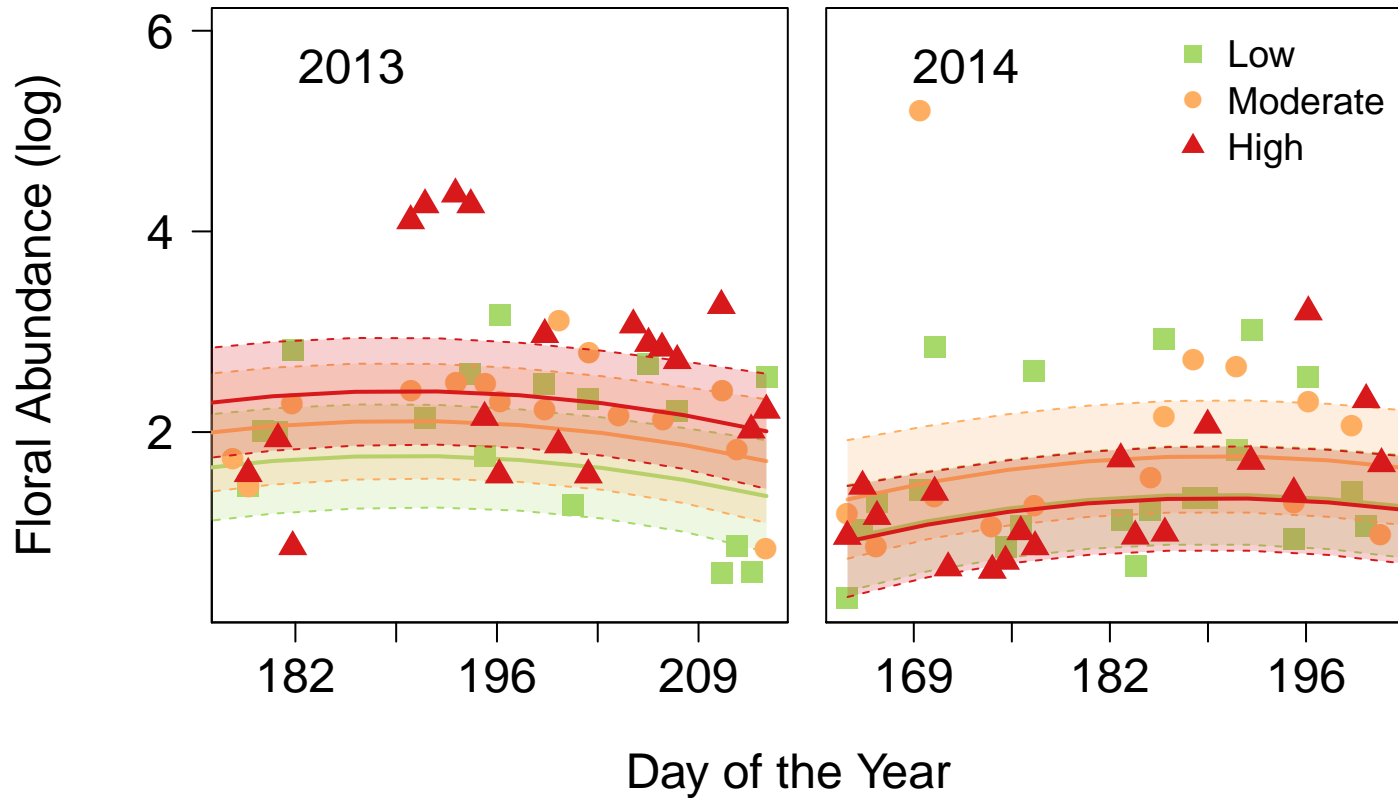 Floral Abundance (log)
6
4
2
2013
182
196
209
2014
Low
Moderate
High
169
182
196
Day of the Year